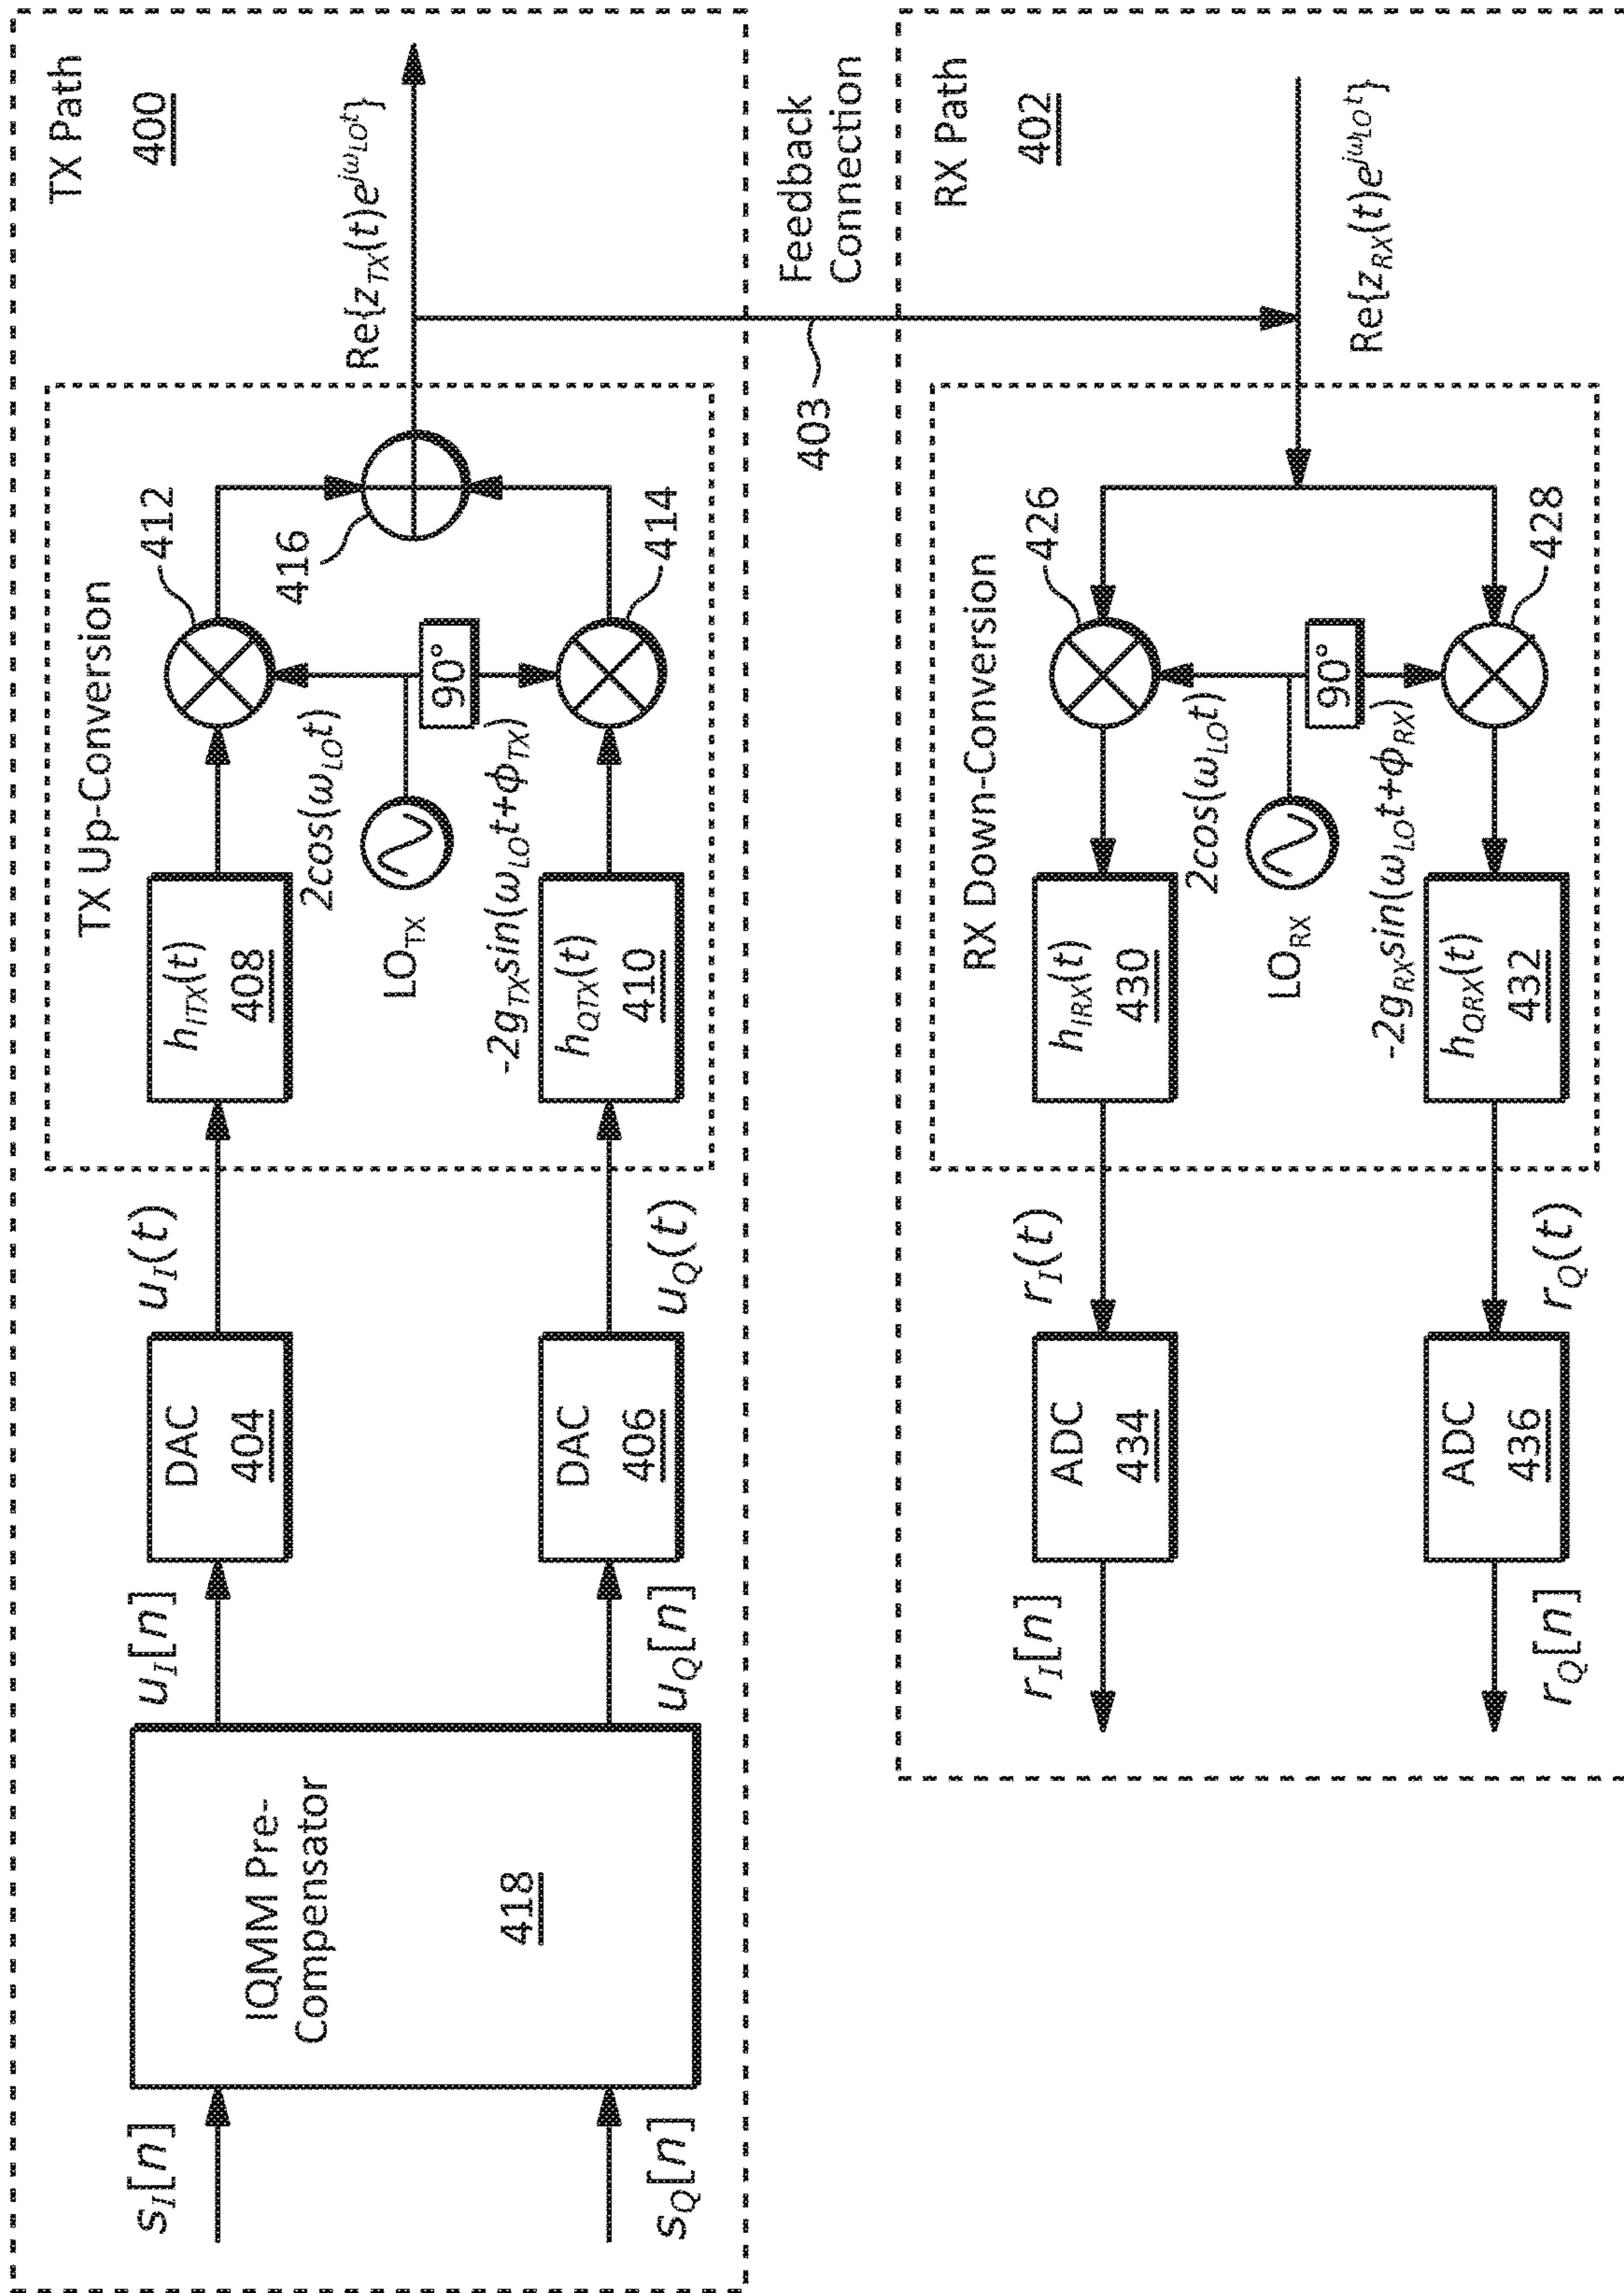 TX Path
400
s_I[n]
s_Q[n]
IQMM Pre-
Compensator
418
u_I[n]
u_Q[n]
DAC
404
DAC
406
u_I(t)
u_Q(t)
TX Up-Conversion
h_ITX(t)
408
h_QTX(t)
410
2cos(ω_LO t)
LO_TX
90°
-2g_TX sin(ω_LO t+ϕ_TX)
412
414
416
Re{z_TX(t)e^{jω_LO t}}
403
Feedback
Connection
RX Path
402
Re{z_RX(t)e^{jω_LO t}}
RX Down-Conversion
426
428
2cos(ω_LO t)
LO_RX
90°
-2g_RX sin(ω_LO t+ϕ_RX)
h_IRX(t)
430
h_QRX(t)
432
r_I(t)
r_Q(t)
ADC
434
ADC
436
r_I[n]
r_Q[n]